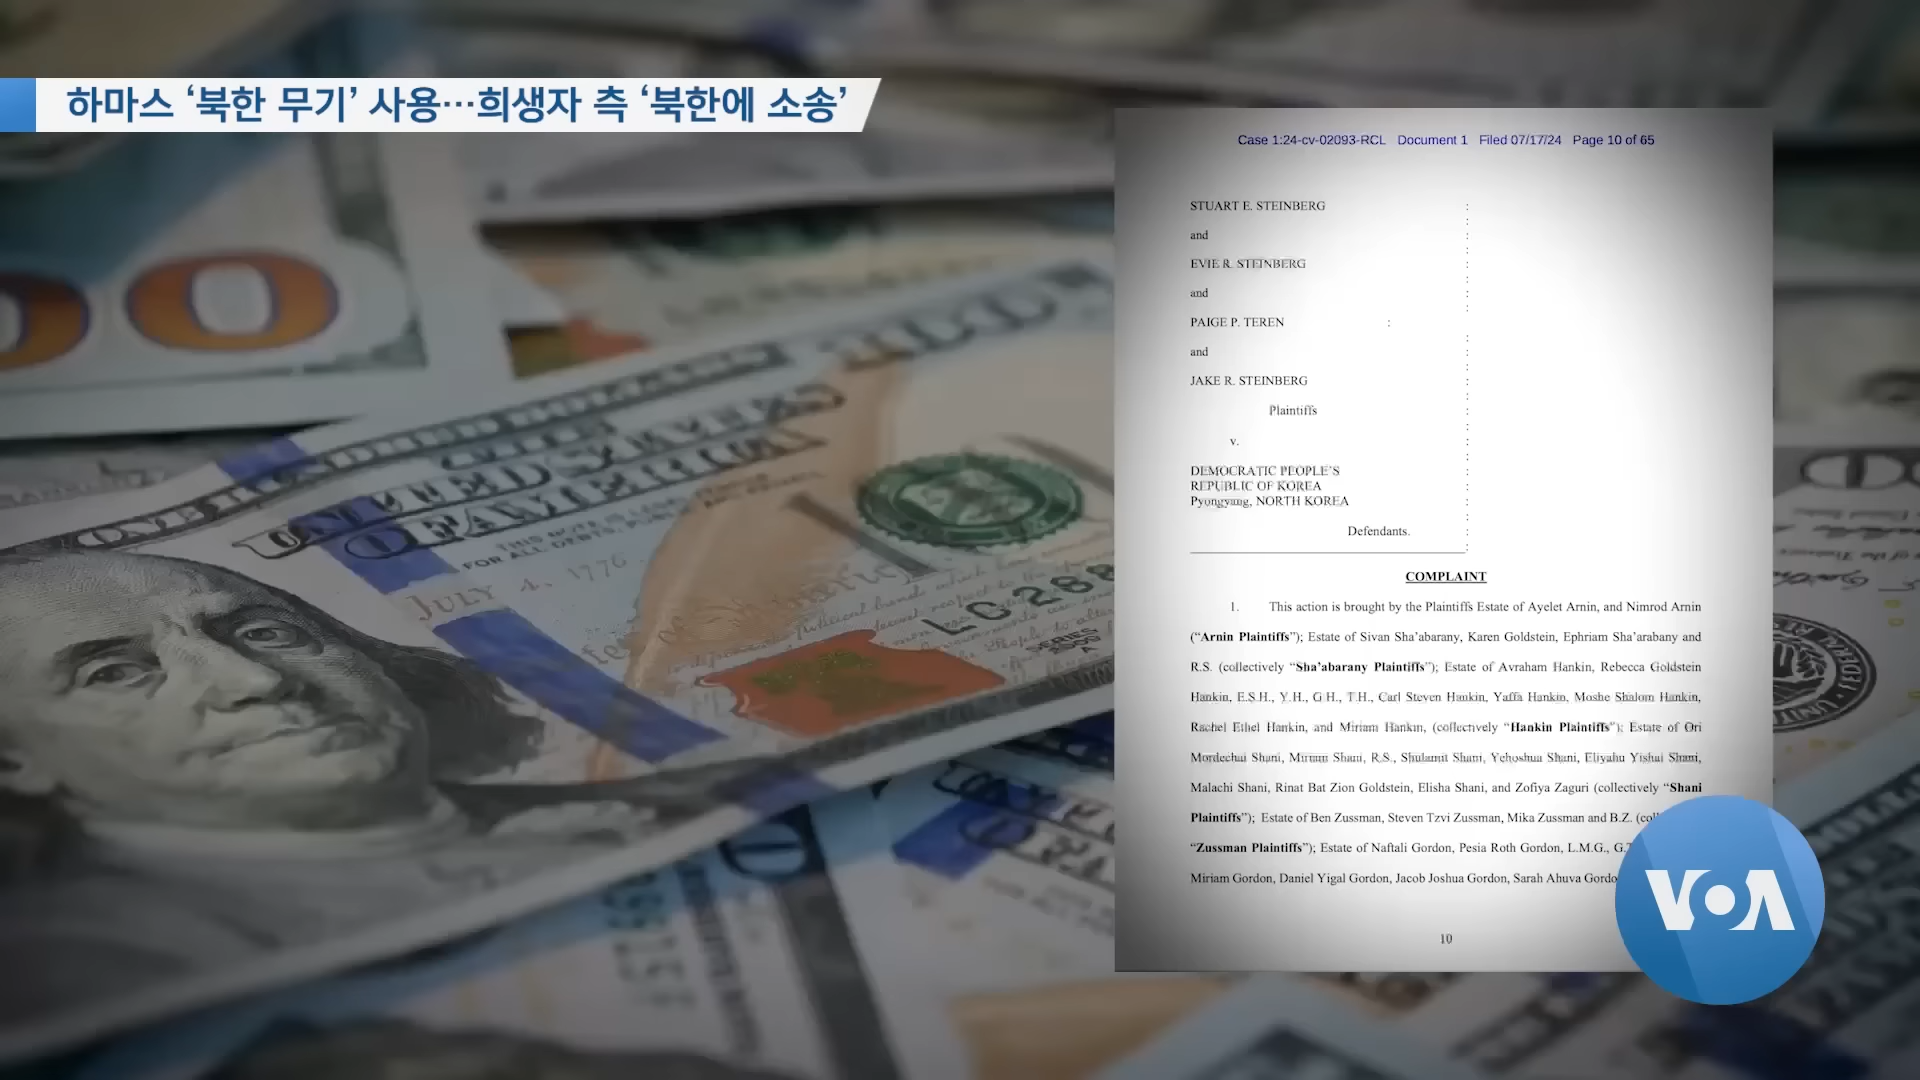 하마스 ‘북한 무기’ 사용…희생자 측 ‘북한에 소송’
Case 1:24-cv-02093-RCL Document 1 Filed 07/17/24 Page 10 of 65
STUART E. STEINBERG :
and
EVIE R. STEINBERG
and
PAIGE P. TEREN :
and
JAKE R. STEINBERG
Plaintiffs
v.
DEMOCRATIC PEOPLE’S
REPUBLIC OF KOREA
Pyongyang, NORTH KOREA
Defendants.
COMPLAINT
1. This action is brought by the Plaintiffs Estate of Ayelet Arnin, and Nimrod Arnin
(“Arnin Plaintiffs”); Estate of Sivan Sha’abarany, Karen Goldstein, Ephriam Sha’arabany and
R.S. (collectively “Sha’abarany Plaintiffs”); Estate of Avraham Hankin, Rebecca Goldstein
Hankin, E.S.H., Y.H., G.H., T.H., Carl Steven Hankin, Yaffa Hankin, Moshe Shalom Hankin,
Rachel Ethel Hankin, and Miriam Hankin, (collectively “Hankin Plaintiffs”); Estate of Ori
Mordechai Shani, Miriam Shani, R.S., Shulamit Shani, Yehoshua Shani, Eliyahu Yishai Shani,
Malachi Shani, Rinat Bat Zion Goldstein, Elisha Shani, and Zofiya Zaguri (collectively “Shani
Plaintiffs”); Estate of Ben Zussman, Steven Tzvi Zussman, Mika Zussman and B.Z.
“Zussman Plaintiffs”); Estate of Naftali Gordon, Pesia Roth Gordon, L.M.G.,
Miriam Gordon, Daniel Yigal Gordon, Jacob Joshua Gordon, Sarah Ahuva
10
VOA
UNITED STATES
OF AMERICA
JULY 4, 1776